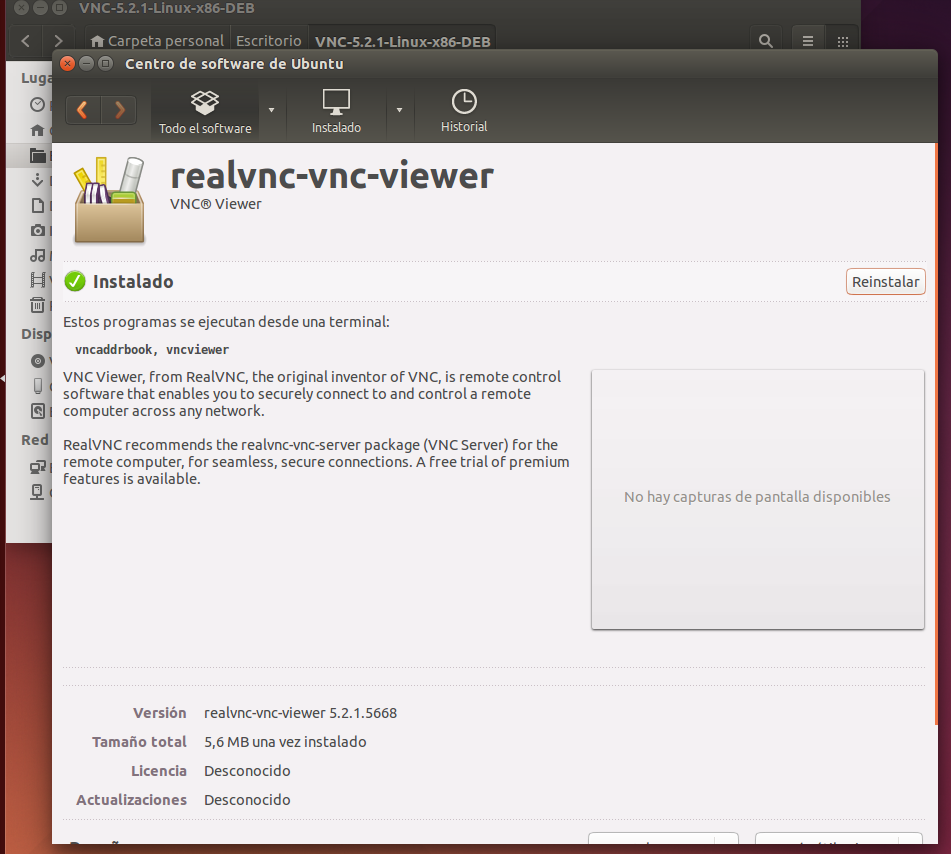 VNC-5.2.1-Linux-x86-DEB
Carpeta personal
Escritorio
VNC-5.2.1-Linux-x86-DEB
Centro de software de Ubuntu
Todo el software
Instalado
Historial
realvnc-vnc-viewer
VNC® Viewer
Instalado
Reinstalar
Estos programas se ejecutan desde una terminal:
vncaddrbook, vncviewer
VNC Viewer, from RealVNC, the original inventor of VNC, is remote control
software that enables you to securely connect to and control a remote
computer across any network.
RealVNC recommends the realvnc-vnc-server package (VNC Server) for the
remote computer, for seamless, secure connections. A free trial of premium
features is available.
No hay capturas de pantalla disponibles
Versión realvnc-vnc-viewer 5.2.1.5668
Tamaño total 5,6 MB una vez instalado
Licencia Desconocido
Actualizaciones Desconocido
Red